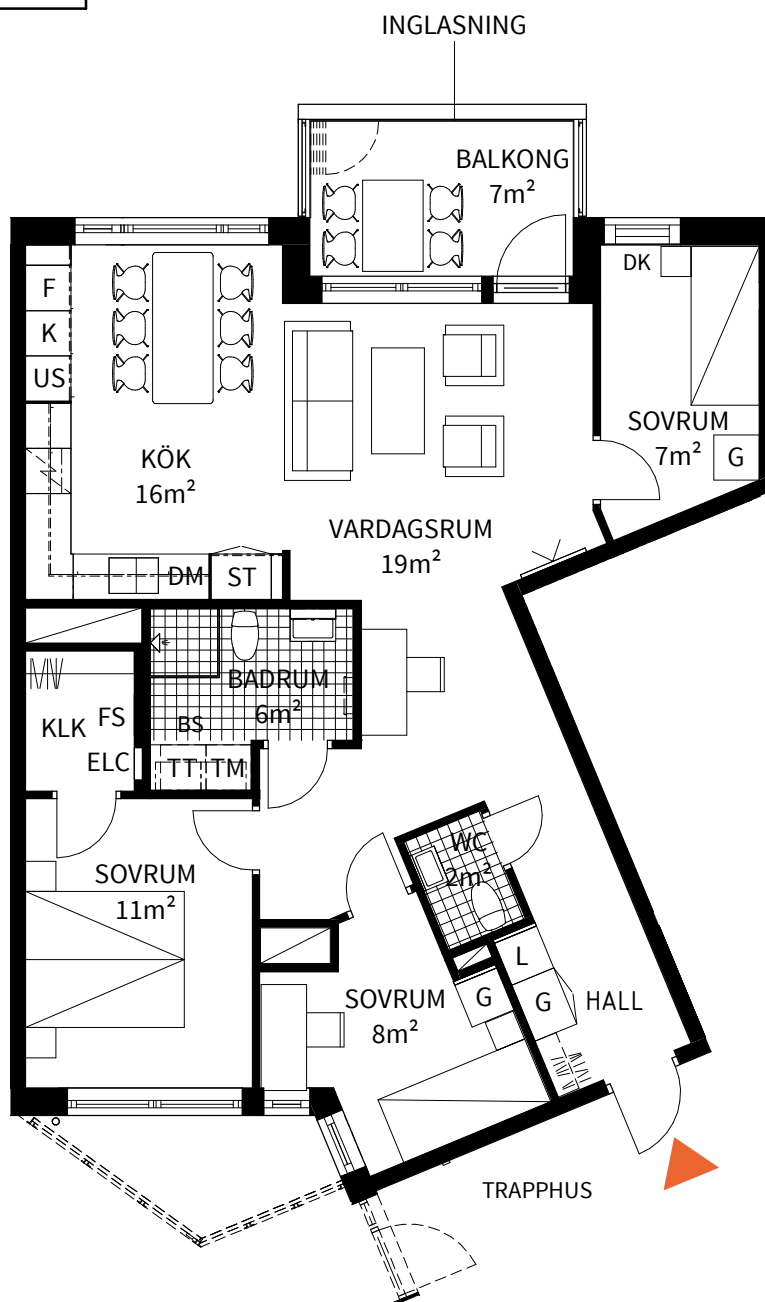 INGLASNING
BALKONG
7m²
DK
F
K
US
SOVRUM
7m²
G
KÖK
16m²
VARDAGSRUM
19m²
DM
ST
BADRUM
6m²
BS
TT
TM
KLK
FS
ELC
WC
2m²
SOVRUM
11m²
L
G
HALL
SOVRUM
8m²
G
TRAPPHUS